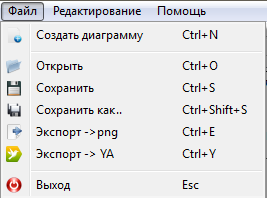 Файл Редактирование Помощь
Создать диаграмму Ctrl+N
Открыть Ctrl+O
Сохранить Ctrl+S
Сохранить как.. Ctrl+Shift+S
Экспорт ->png Ctrl+E
Экспорт -> YA Ctrl+Y
Выход Esc